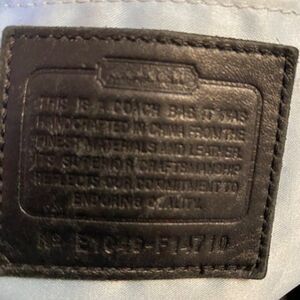 THIS IS A COACH BAG. IT WAS
HANDCRAFTED IN CHINA FROM THE
FINEST MATERIALS AND LEATHER.
ITS SUPERIOR CRAFTSMANSHIP
REFLECTS OUR COMMITMENT TO
ENDURING QUALITY.
Nº F14710